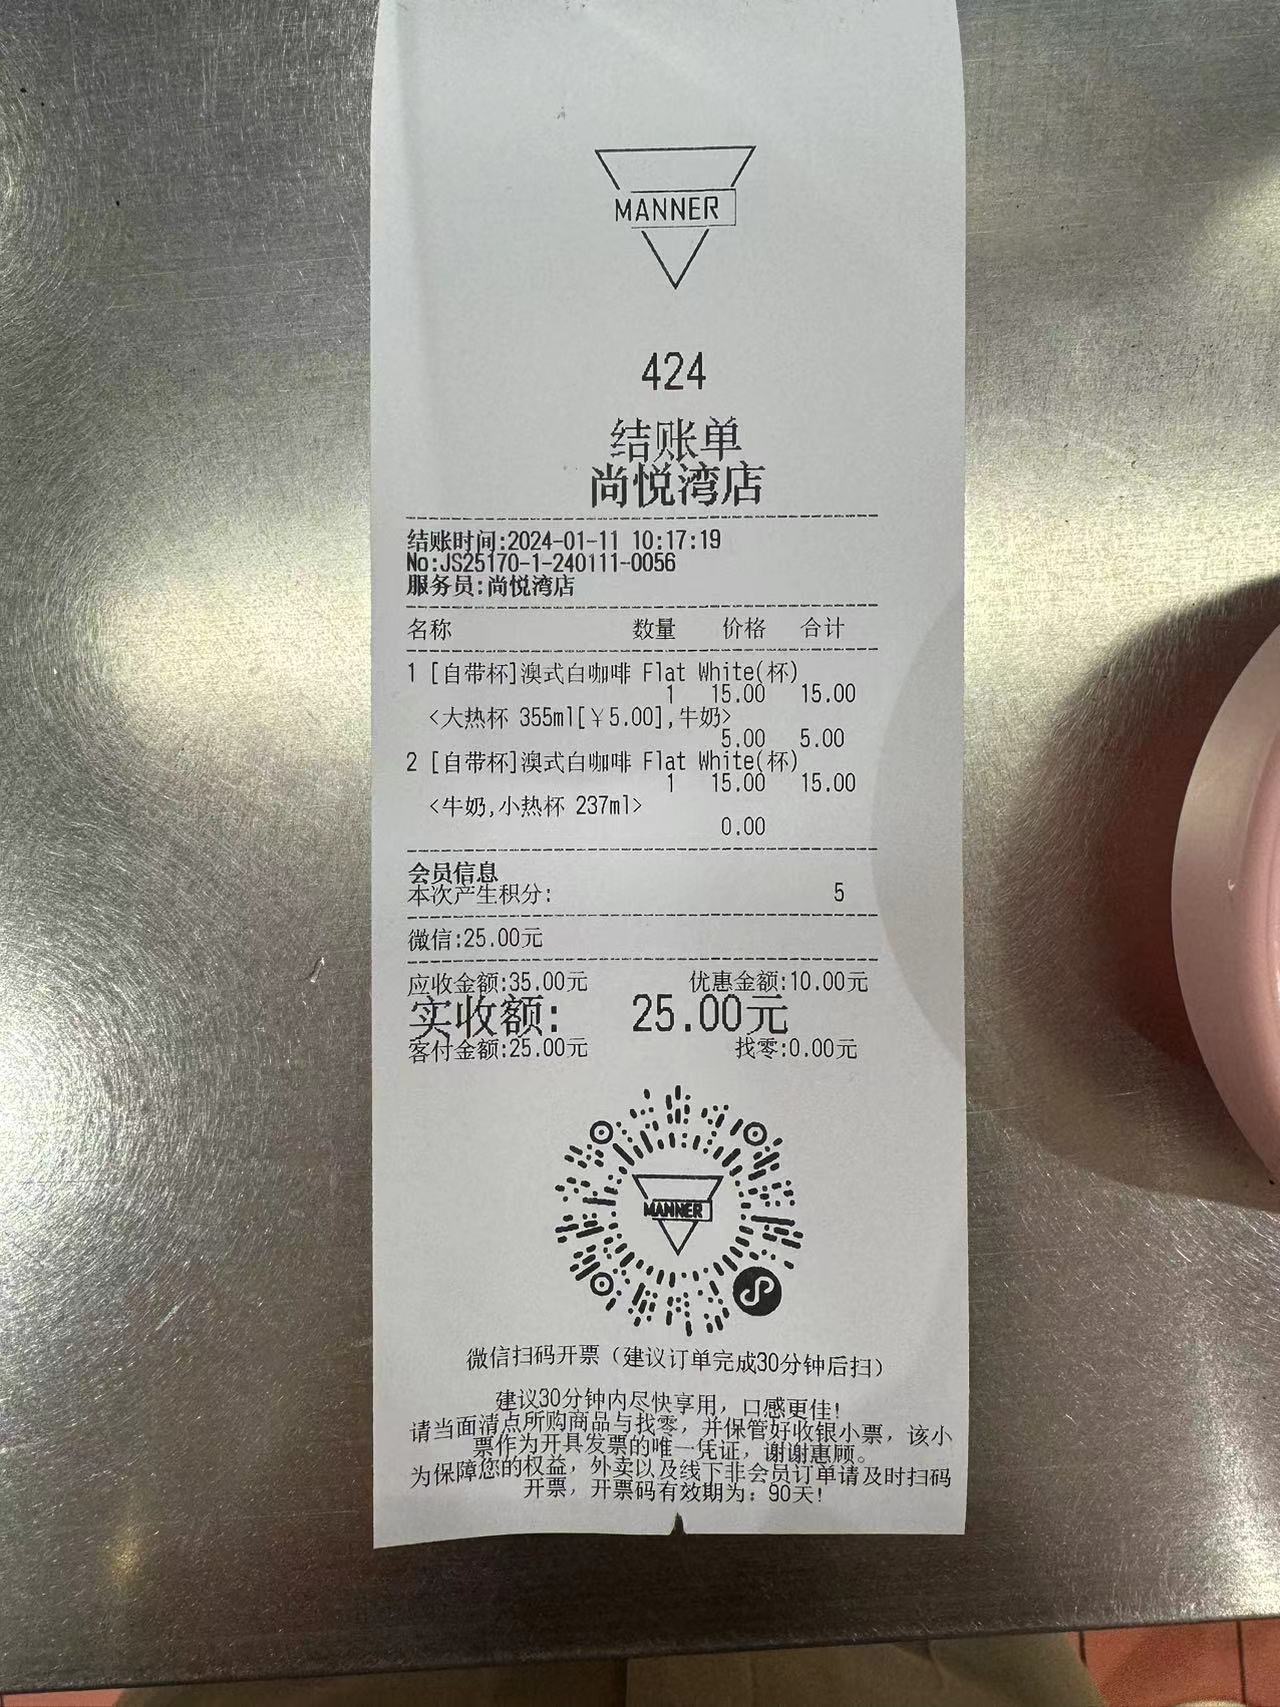 MANNER
424
结账单
尚悦湾店
结账时间:2024-01-11 10:17:19
No:JS25170-1-240111-0056
服务员:尚悦湾店
名称 数量 价格 合计
1 [自带杯]澳式白咖啡 Flat White(杯)
1 15.00 15.00
<大热杯 355ml[￥5.00],牛奶>
5.00 5.00
2 [自带杯]澳式白咖啡 Flat White(杯)
1 15.00 15.00
<牛奶,小热杯 237ml>
0.00
会员信息
本次产生积分: 5
微信:25.00元
应收金额:35.00元 优惠金额:10.00元
实收额: 25.00元
客付金额:25.00元 找零:0.00元
MANNER
微信扫码开票（建议订单完成30分钟后扫）
建议30分钟内尽快享用，口感更佳!
请当面清点所购商品与找零，并保管好收银小票，该小
票作为开具发票的唯一凭证，谢谢惠顾。
为保障您的权益，外卖以及线下非会员订单请及时扫码
开票，开票码有效期为：90天!